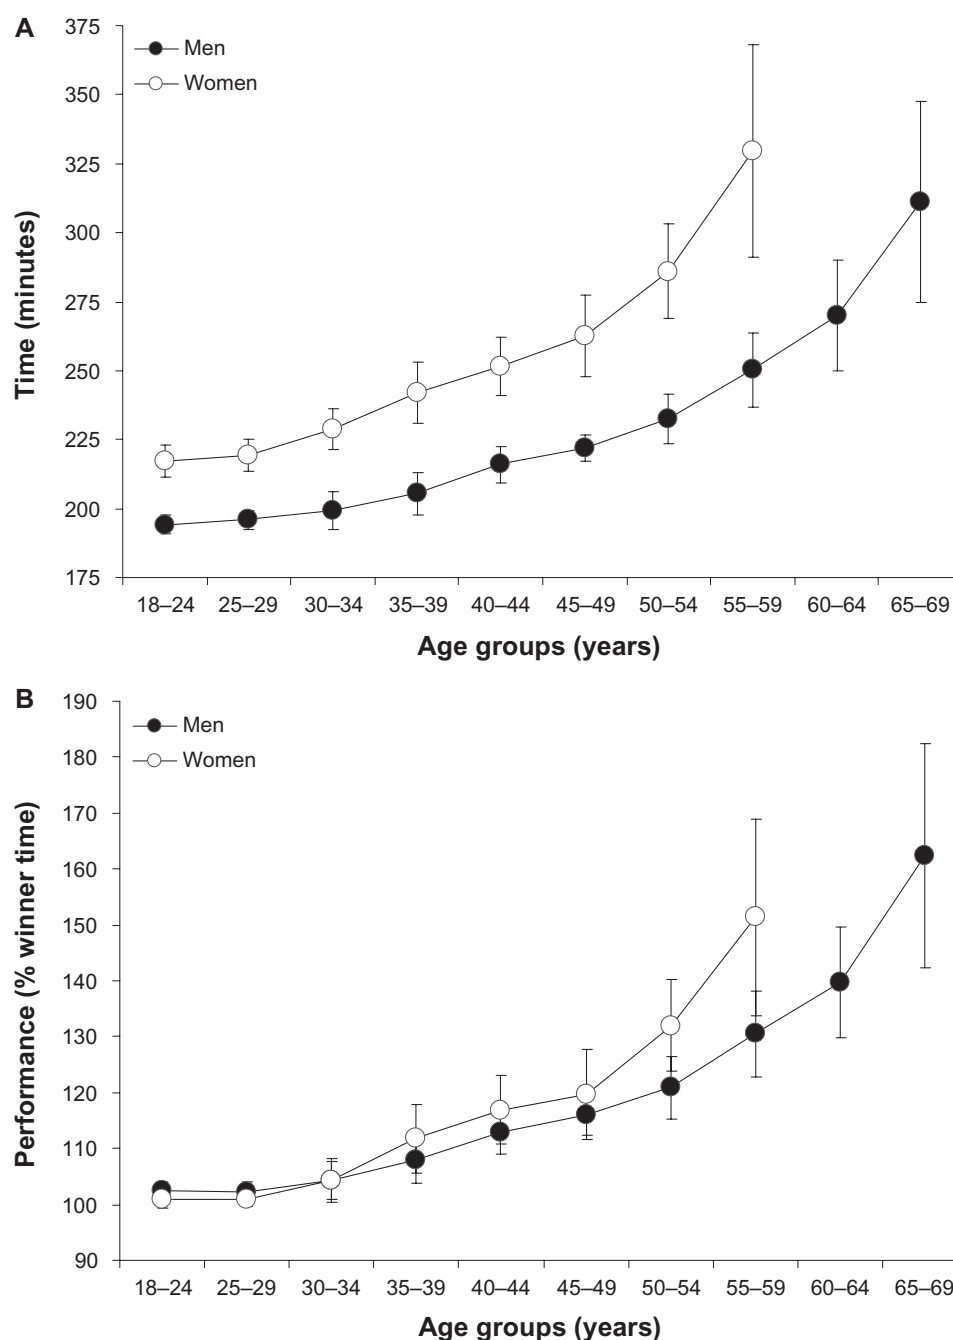 A
375
350
325
300
275
250
225
200
175
Men
Women
Time (minutes)
18–24 25–29 30–34 35–39 40–44 45–49 50–54 55–59 60–64 65–69
Age groups (years)
B
190
180
170
160
150
140
130
120
110
100
90
Men
Women
Performance (% winner time)
18–24 25–29 30–34 35–39 40–44 45–49 50–54 55–59 60–64 65–69
Age groups (years)